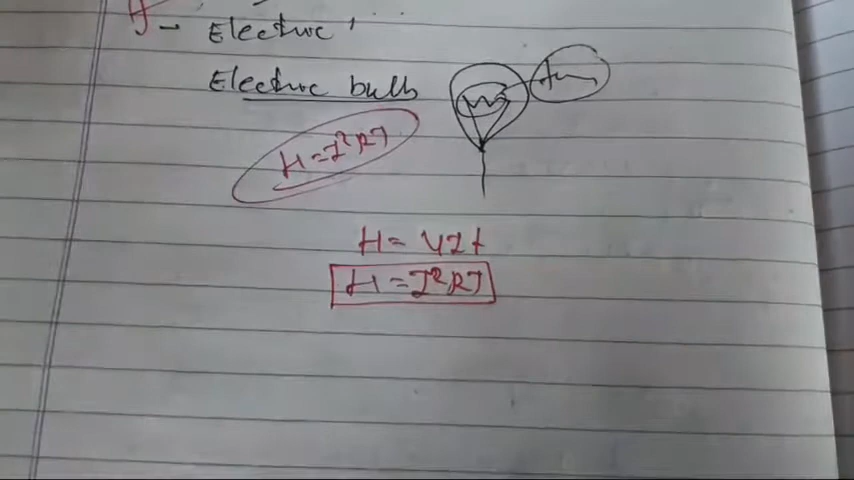 Electric
Electric bulb
H=I²RT
H= VIt
H=I²RT